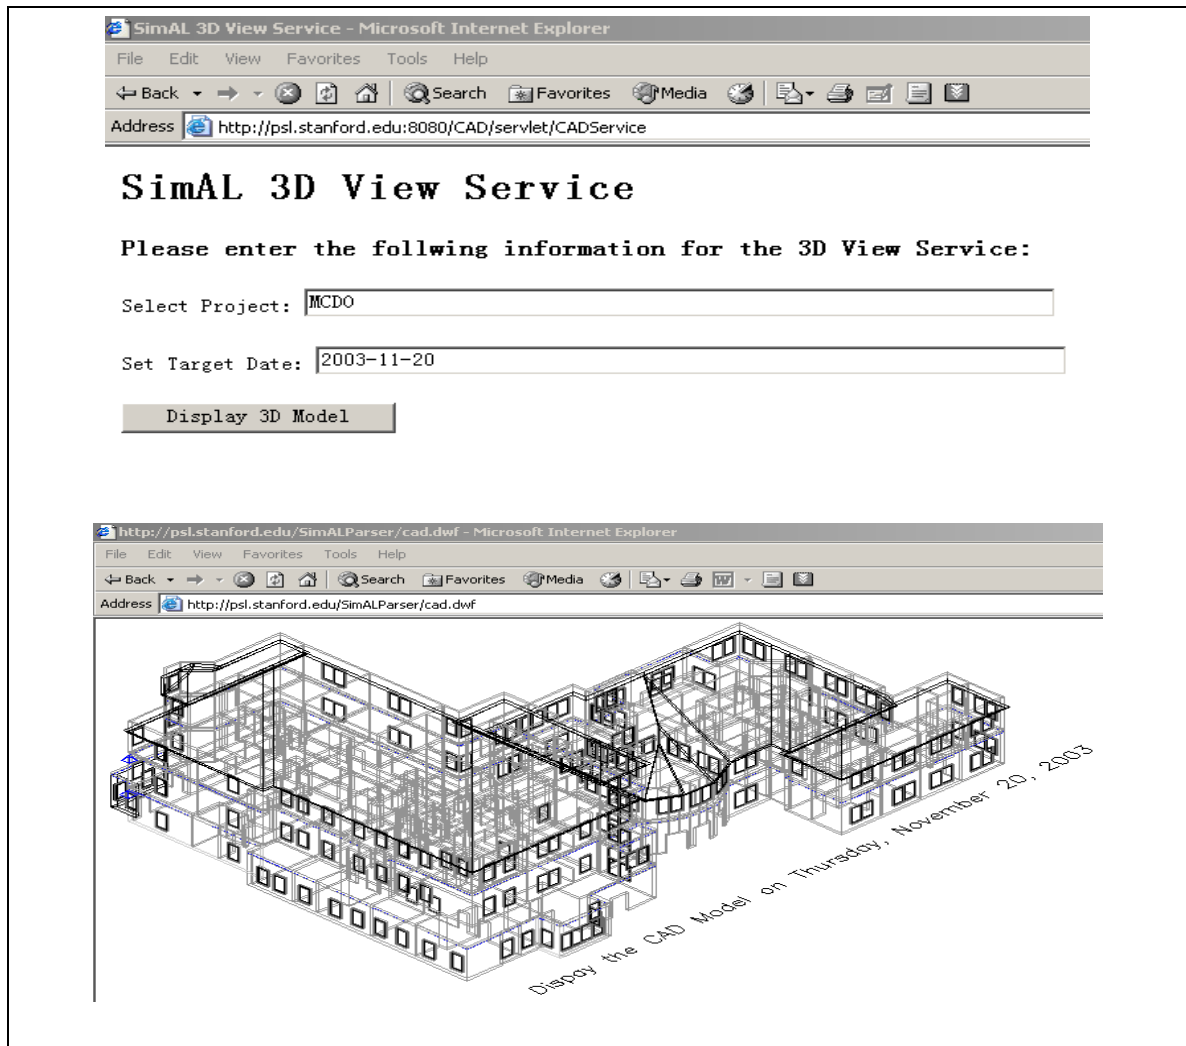 SimAL 3D View Service - Microsoft Internet Explorer
File Edit View Favorites Tools Help
Back Search Favorites Media
Address http://psl.stanford.edu:8080/CAD/servlet/CADService
SimAL 3D View Service
Please enter the follwing information for the 3D View Service:
Select Project: MCDO
Set Target Date: 2003-11-20
Display 3D Model
http://psl.stanford.edu/SimALParser/cad.dwf - Microsoft Internet Explorer
File Edit View Favorites Tools Help
Back Search Favorites Media
Address http://psl.stanford.edu/SimALParser/cad.dwf
Dispay the CAD Model on Thursday, November 20, 2003